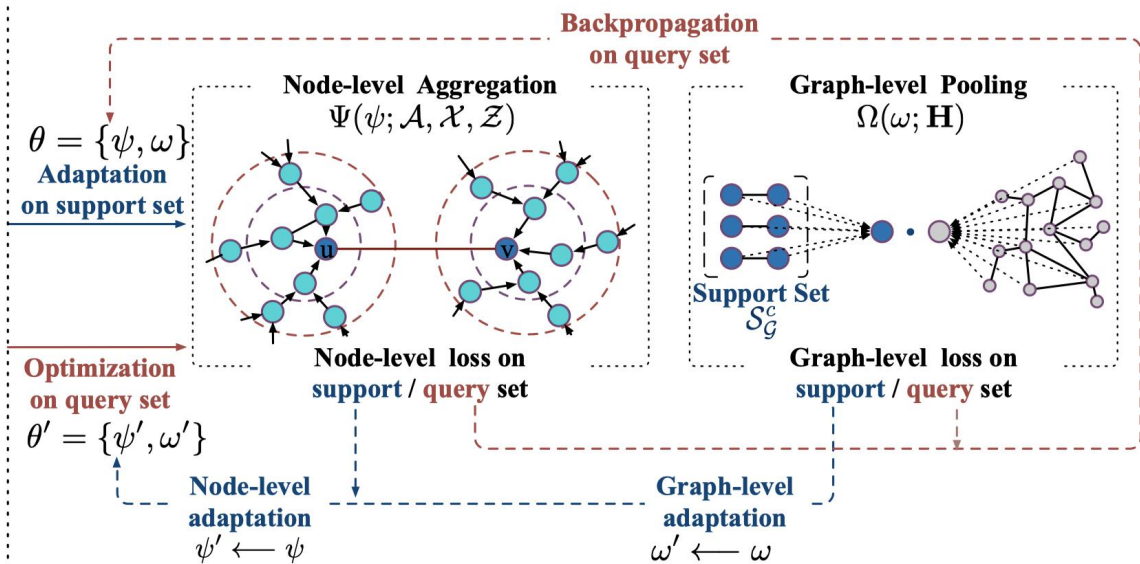 Backpropagation
on query set
Node-level Aggregation
Ψ(ψ; 𝒜, 𝒳, 𝒵)
Graph-level Pooling
Ω(ω; H)
θ = {ψ, ω}
Adaptation
on support set
u
v
Support Set
𝒮_𝒢^c
Optimization
on query set
θ′ = {ψ′, ω′}
Node-level loss on
support / query set
Graph-level loss on
support / query set
Node-level
adaptation
ψ′ ⟵ ψ
Graph-level
adaptation
ω′ ⟵ ω